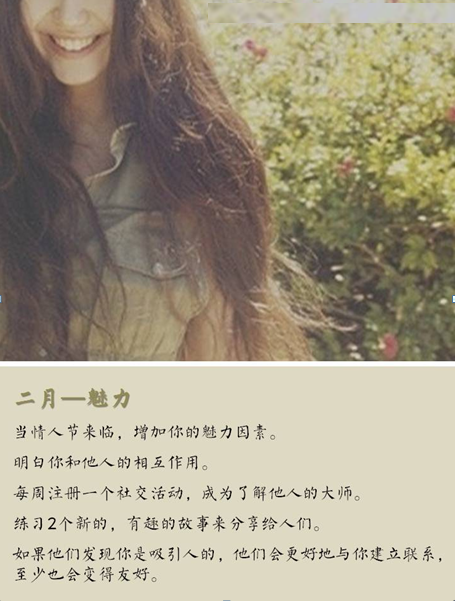 二月—魅力
当情人节来临，增加你的魅力因素。
明白你和他人的相互作用。
每周注册一个社交活动，成为了解他人的大师。
练习2个新的，有趣的故事来分享给人们。
如果他们发现你是吸引人的，他们会更好地与你建立联系，
至少也会变得友好。